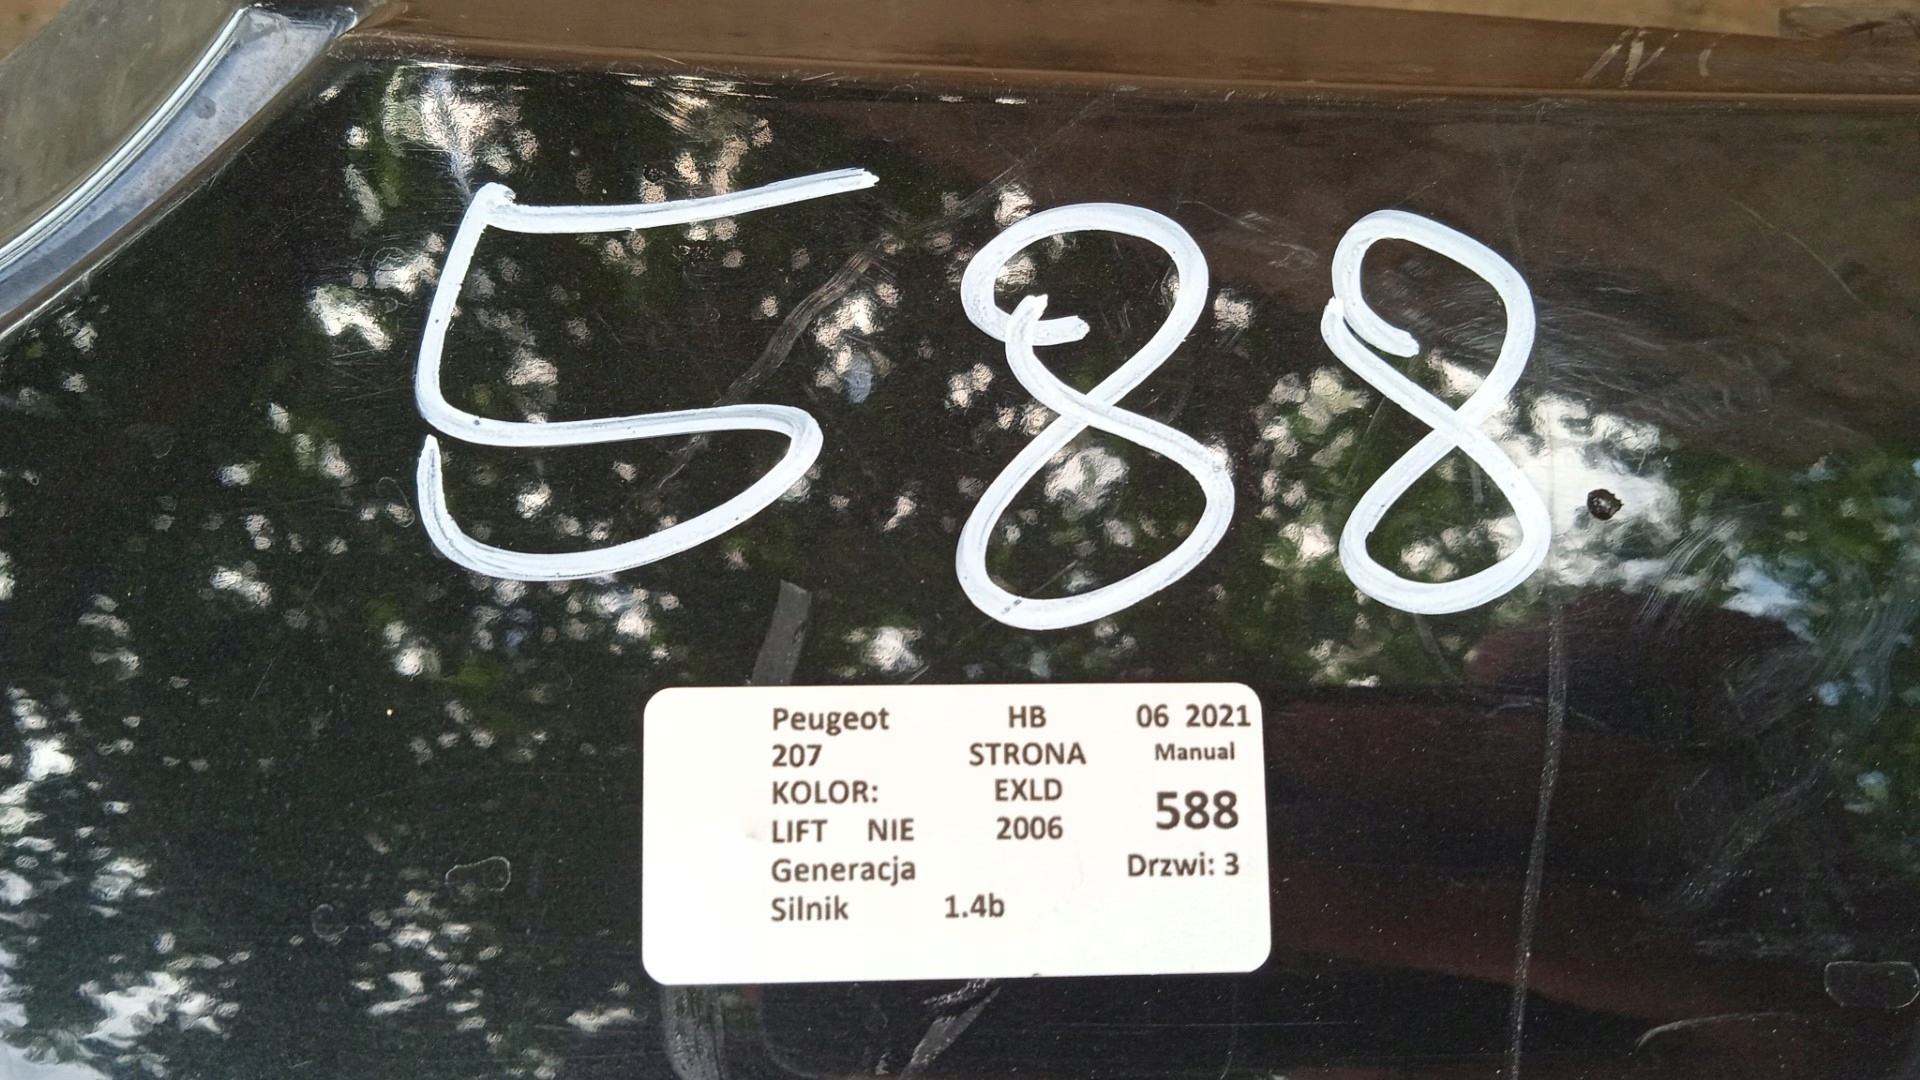 588
Peugeot HB 06 2021
207 STRONA Manual
KOLOR: EXLD 588
LIFT NIE 2006
Generacja Drzwi: 3
Silnik 1.4b